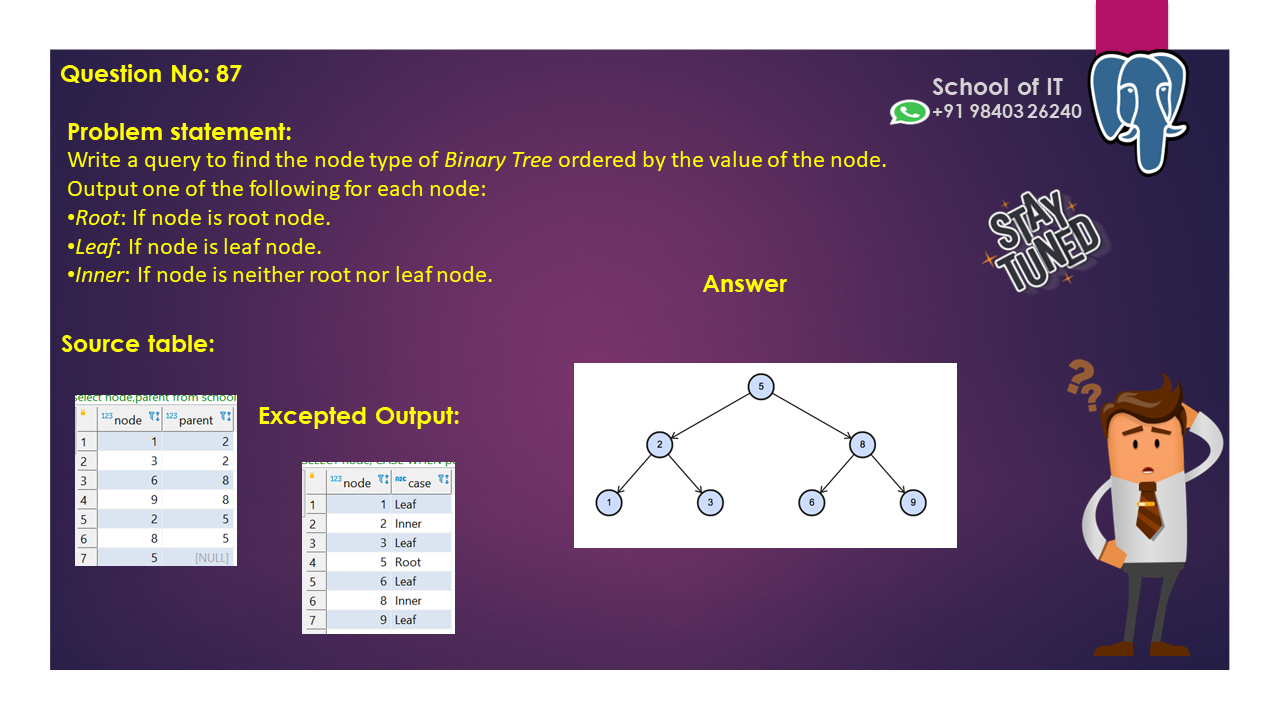 Question No: 87
School of IT
+91 98403 26240
Problem statement:
Write a query to find the node type of Binary Tree ordered by the value of the node.
Output one of the following for each node:
•Root: If node is root node.
•Leaf: If node is leaf node.
•Inner: If node is neither root nor leaf node.
STAY
TUNED
Answer
Source table:
select node,parent from school
123 node 123 parent
1 1 2
2 3 2
3 6 8
4 9 8
5 2 5
6 8 5
7 5 [NULL]
Excepted Output:
SELECT node, CASE WHEN
123 node ABC case
1 1 Leaf
2 2 Inner
3 3 Leaf
4 5 Root
5 6 Leaf
6 8 Inner
7 9 Leaf
5
2 8
1 3 6 9
? ?